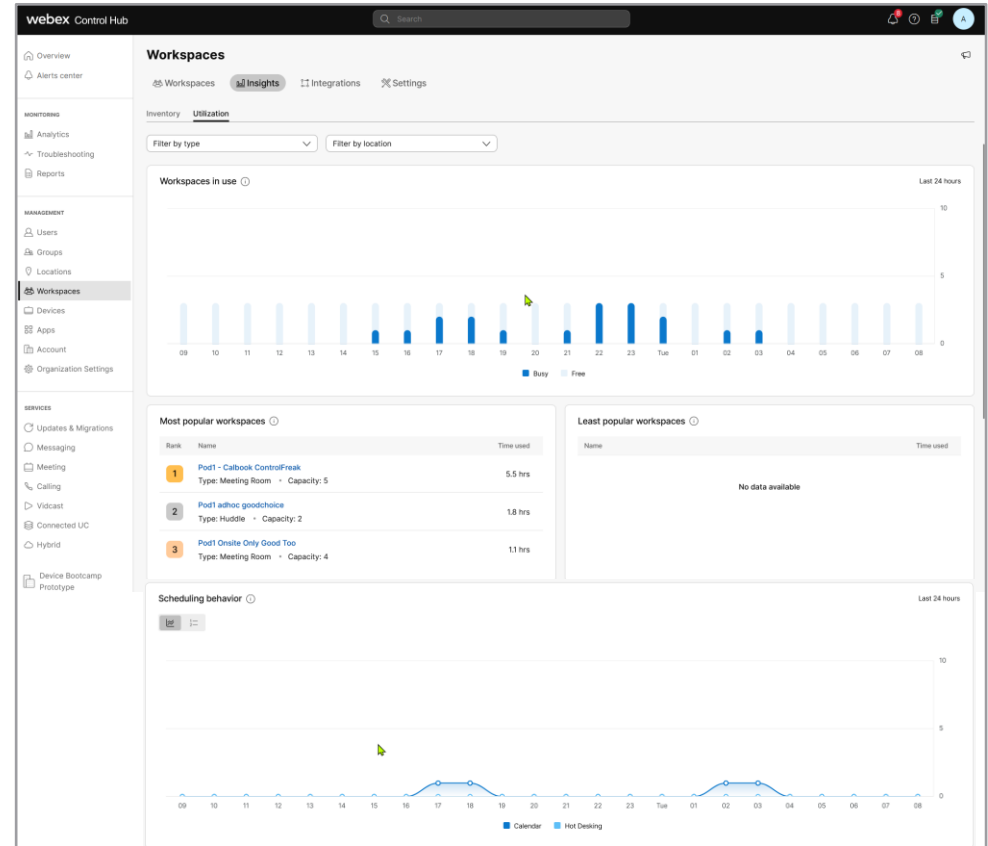 webex Control Hub
Search
8
A
Overview
Alerts center
MONITORING
Analytics
Troubleshooting
Reports
MANAGEMENT
Users
Groups
Locations
Workspaces
Devices
Apps
Account
Organization Settings
SERVICES
Updates & Migrations
Messaging
Meeting
Calling
Vidcast
Connected UC
Hybrid
Device Bootcamp
Prototype
Workspaces
Workspaces Insights Integrations Settings
Inventory Utilization
Filter by type Filter by location
Workspaces in use Last 24 hours
10
5
0
09 10 11 12 13 14 15 16 17 18 19 20 21 22 23 Tue 01 02 03 04 05 06 07 08
Busy Free
Most popular workspaces
Rank Name Time used
1 Pod1 - Calbook ControlFreak 5.5 hrs
Type: Meeting Room • Capacity: 5
2 Pod1 adhoc goodchoice 1.8 hrs
Type: Huddle • Capacity: 2
3 Pod1 Onsite Only Good Too 1.1 hrs
Type: Meeting Room • Capacity: 4
Least popular workspaces
Name Time used
No data available
Scheduling behavior Last 24 hours
10
5
0
09 10 11 12 13 14 15 16 17 18 19 20 21 22 23 Tue 01 02 03 04 05 06 07 08
Calendar Hot Desking